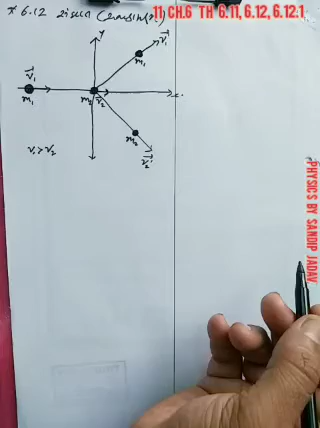 11 CH.6 TH 6.11, 6.12, 6.12.1
* 6.12
y
v⃗₁
m₁
v⃗₁
m₁
m₂
v⃗₂
x
v₁ > v₂
m₂
v⃗₂
PHYSICS BY SANDIP JADAV